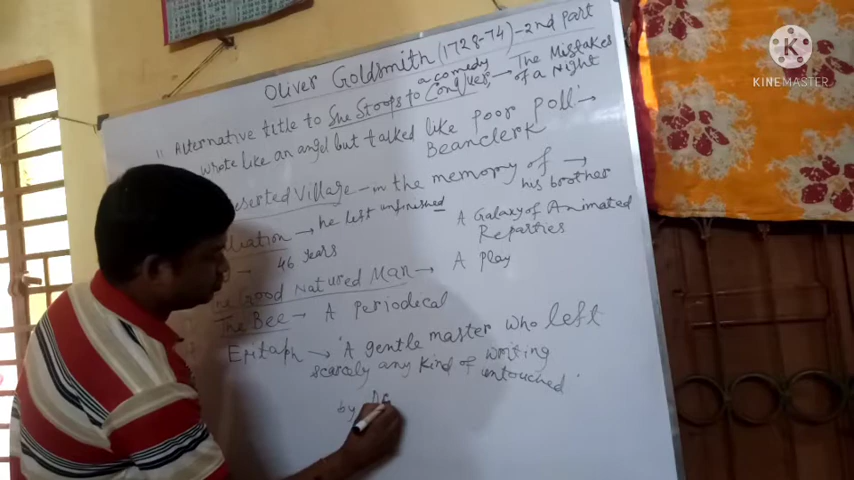 Oliver Goldsmith (1728-74) - 2nd Part
Alternative title to She Stoops to Conquer, a comedy → The Mistakes
of a Night
wrote like an angel but talked like poor poll' →
Beanclerk
Deserted Village - in the memory of →
his brother
→ he left unfinished A Galaxy of Animated
Reparties
46 years
The Good Natured Man → A Play
The Bee → A Periodical
Epitaph → 'A gentle master who left
scarcely any kind of writing
untouched'
by
K
KINEMASTER